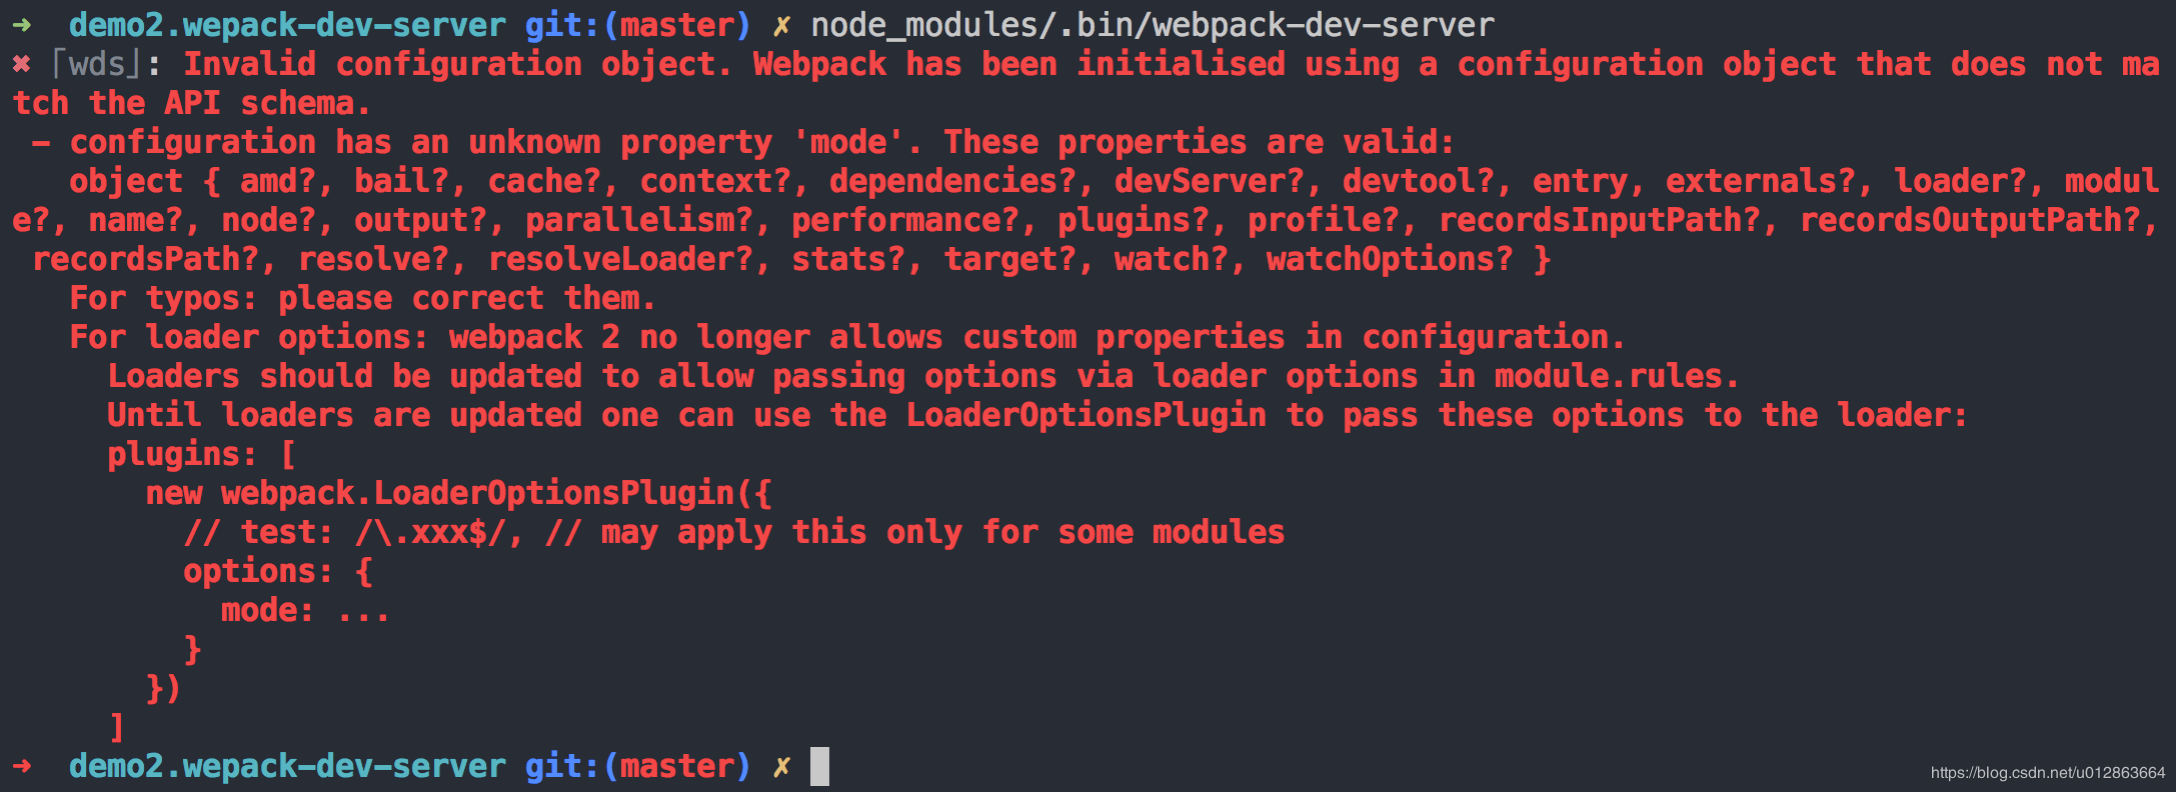 ➜  demo2.wepack-dev-server git:(master) ✗ node_modules/.bin/webpack-dev-server
✖ ｢wds｣: Invalid configuration object. Webpack has been initialised using a configuration object that does not ma
tch the API schema.
 - configuration has an unknown property 'mode'. These properties are valid:
   object { amd?, bail?, cache?, context?, dependencies?, devServer?, devtool?, entry, externals?, loader?, modul
e?, name?, node?, output?, parallelism?, performance?, plugins?, profile?, recordsInputPath?, recordsOutputPath?,
 recordsPath?, resolve?, resolveLoader?, stats?, target?, watch?, watchOptions? }
   For typos: please correct them.
   For loader options: webpack 2 no longer allows custom properties in configuration.
     Loaders should be updated to allow passing options via loader options in module.rules.
     Until loaders are updated one can use the LoaderOptionsPlugin to pass these options to the loader:
     plugins: [
       new webpack.LoaderOptionsPlugin({
         // test: /\.xxx$/, // may apply this only for some modules
         options: {
           mode: ...
         }
       })
     ]
➜  demo2.wepack-dev-server git:(master) ✗
https://blog.csdn.net/u012863664